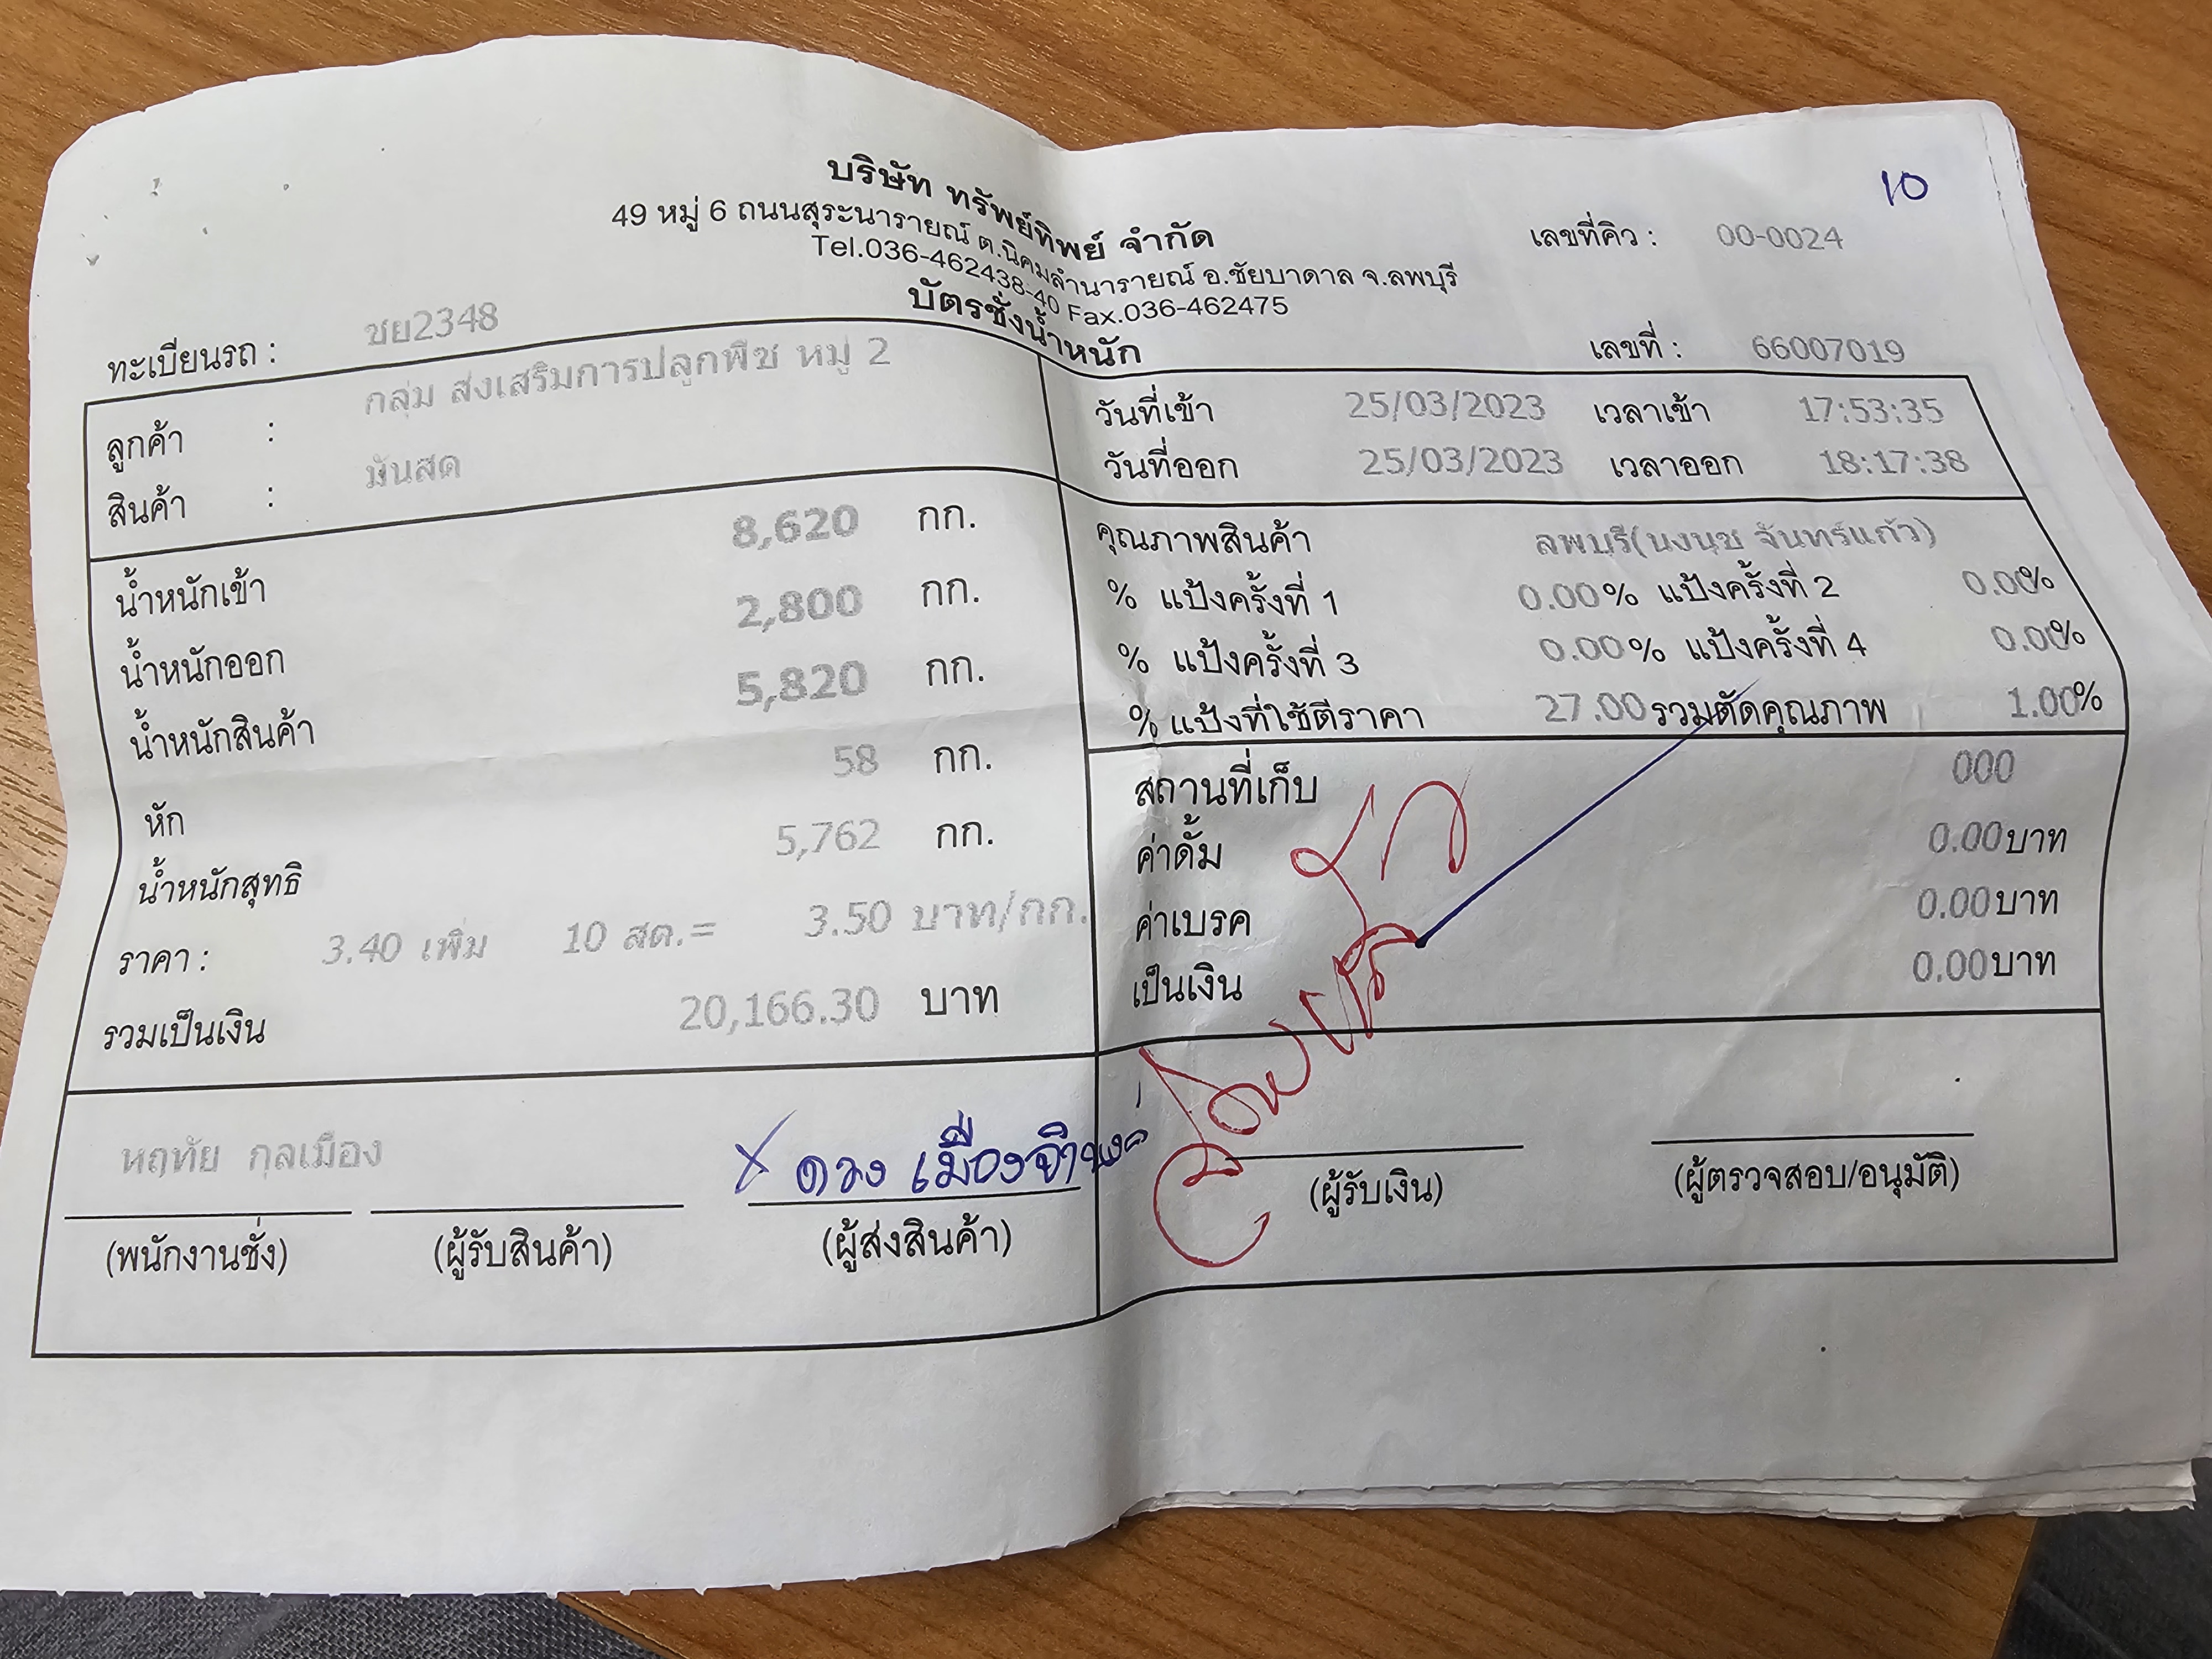 10
บริษัท ทรัพย์ทิพย์ จำกัด
49 หมู่ 6 ถนนสุระนารายณ์ ต.นิคมลำนารายณ์ อ.ชัยบาดาล จ.ลพบุรี
Tel.036-462438-40 Fax.036-462475
เลขที่คิว : 00-0024
บัตรชั่งน้ำหนัก
ทะเบียนรถ : ชย2348
เลขที่ : 66007019
ลูกค้า : กลุ่ม ส่งเสริมการปลูกพืช หมู่ 2
สินค้า : มันสด
วันที่เข้า 25/03/2023 เวลาเข้า 17:53:35
วันที่ออก 25/03/2023 เวลาออก 18:17:38
น้ำหนักเข้า 8,620 กก.
น้ำหนักออก 2,800 กก.
น้ำหนักสินค้า 5,820 กก.
หัก 58 กก.
น้ำหนักสุทธิ 5,762 กก.
ราคา : 3.40 เพิ่ม 10 สต.= 3.50 บาท/กก.
รวมเป็นเงิน 20,166.30 บาท
คุณภาพสินค้า ลพบุรี(นงนุช จันทร์แก้ว)
% แป้งครั้งที่ 1 0.00% แป้งครั้งที่ 2 0.00%
% แป้งครั้งที่ 3 0.00% แป้งครั้งที่ 4 0.00%
% แป้งที่ใช้ตีราคา 27.00 รวมตัดคุณภาพ 1.00%
สถานที่เก็บ 000
ค่าดั้ม 0.00 บาท
ค่าเบรค 0.00 บาท
เป็นเงิน 0.00 บาท
หฤทัย กุลเมือง
(พนักงานชั่ง)
(ผู้รับสินค้า)
X ดวง
(ผู้ส่งสินค้า)
(ผู้รับเงิน)
(ผู้ตรวจสอบ/อนุมัติ)